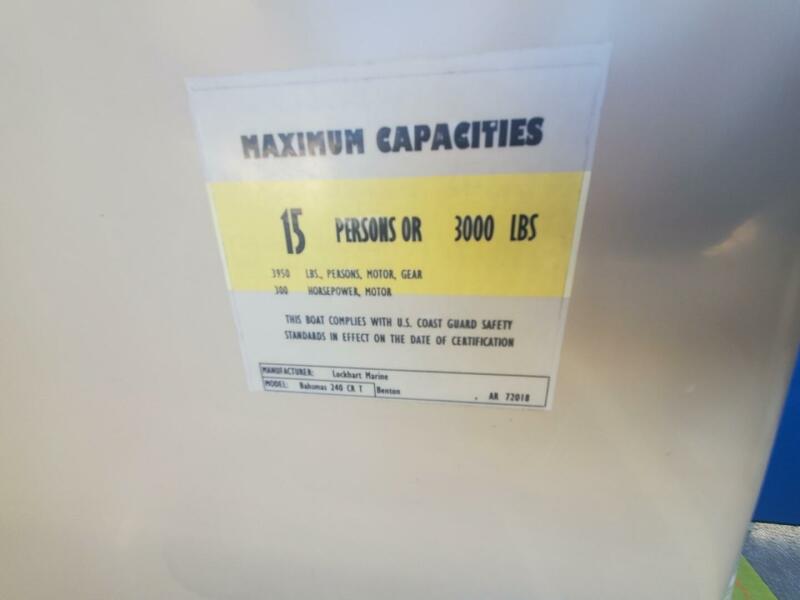 MAXIMUM CAPACITIES
15 PERSONS OR 3000 LBS
3950 LBS., PERSONS, MOTOR, GEAR
300 HORSEPOWER, MOTOR
THIS BOAT COMPLIES WITH U.S. COAST GUARD SAFETY
STANDARDS IN EFFECT ON THE DATE OF CERTIFICATION
MANUFACTURER: Lockhart Marine
MODEL: Bahamas 240 CR T Benton , AR 72018